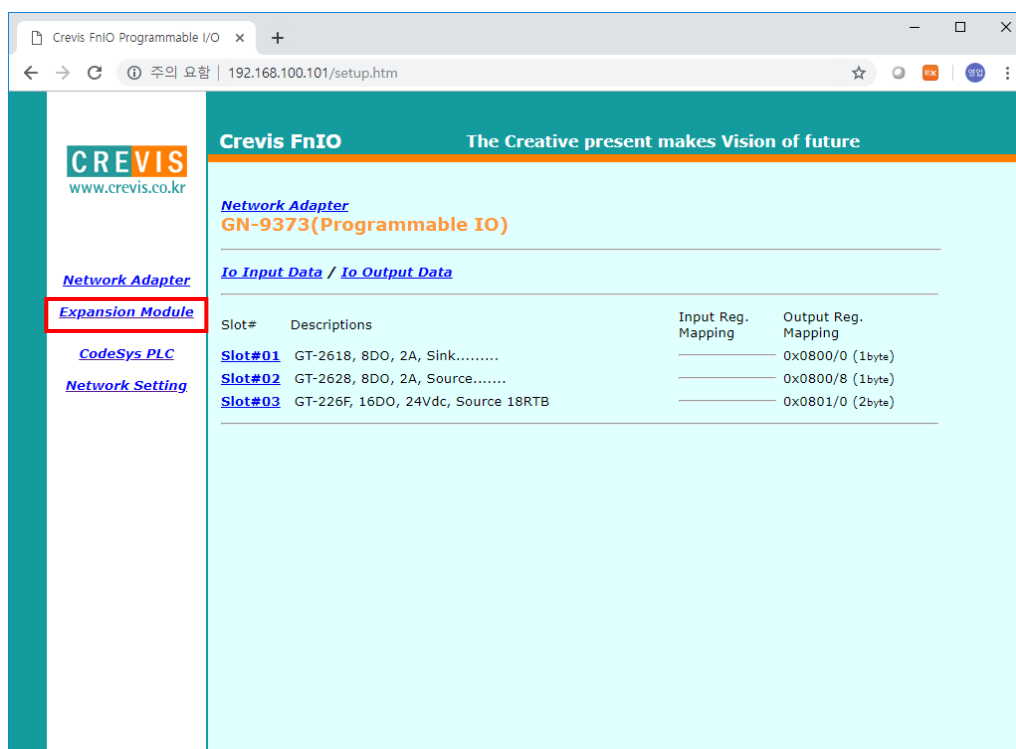 Crevis FnIO Programmable I/O
주의 요함 | 192.168.100.101/setup.htm
영업
CREVIS
www.crevis.co.kr
Network Adapter
Expansion Module
CodeSys PLC
Network Setting
Crevis FnIO The Creative present makes Vision of future
Network Adapter
GN-9373(Programmable IO)
Io Input Data / Io Output Data
Slot# Descriptions Input Reg. Mapping Output Reg. Mapping
Slot#01 GT-2618, 8DO, 2A, Sink......... 0x0800/0 (1byte)
Slot#02 GT-2628, 8DO, 2A, Source....... 0x0800/8 (1byte)
Slot#03 GT-226F, 16DO, 24Vdc, Source 18RTB 0x0801/0 (2byte)